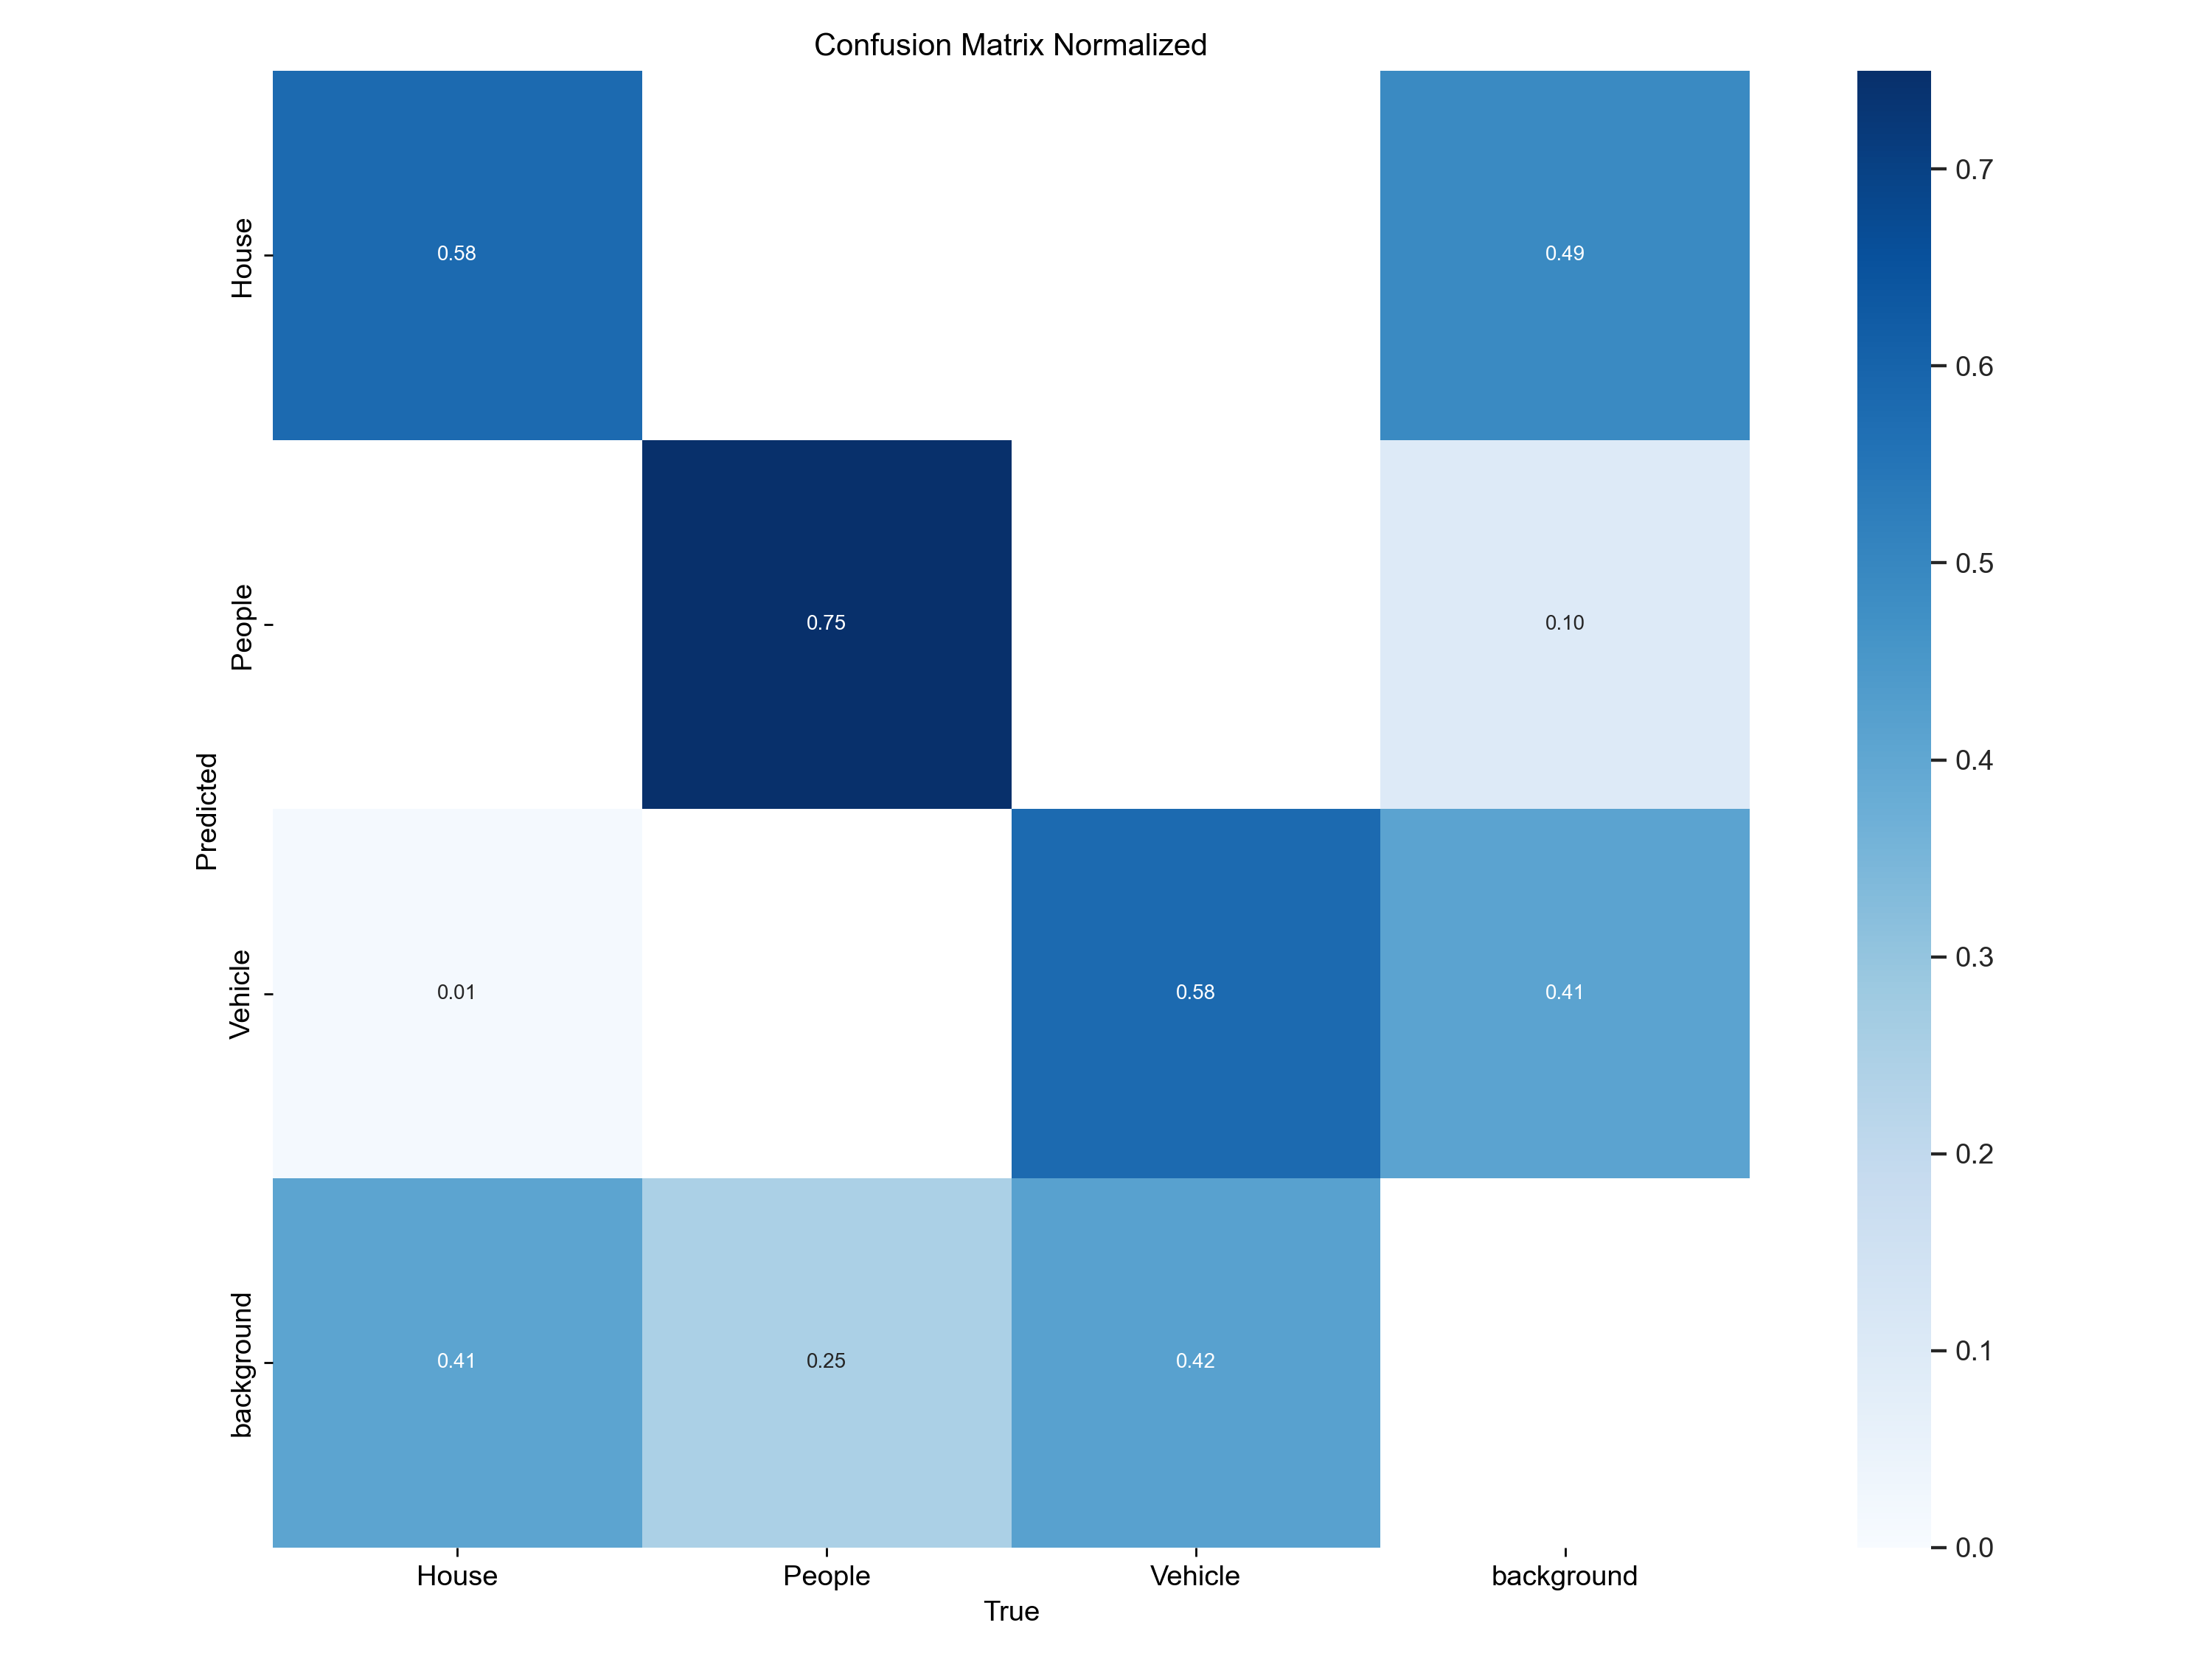 Confusion Matrix Normalized
House
0.58
0.49
People
0.75
0.10
Vehicle
0.01
0.58
0.41
background
0.41
0.25
0.42
Predicted
House People Vehicle background
True
0.7
0.6
0.5
0.4
0.3
0.2
0.1
0.0